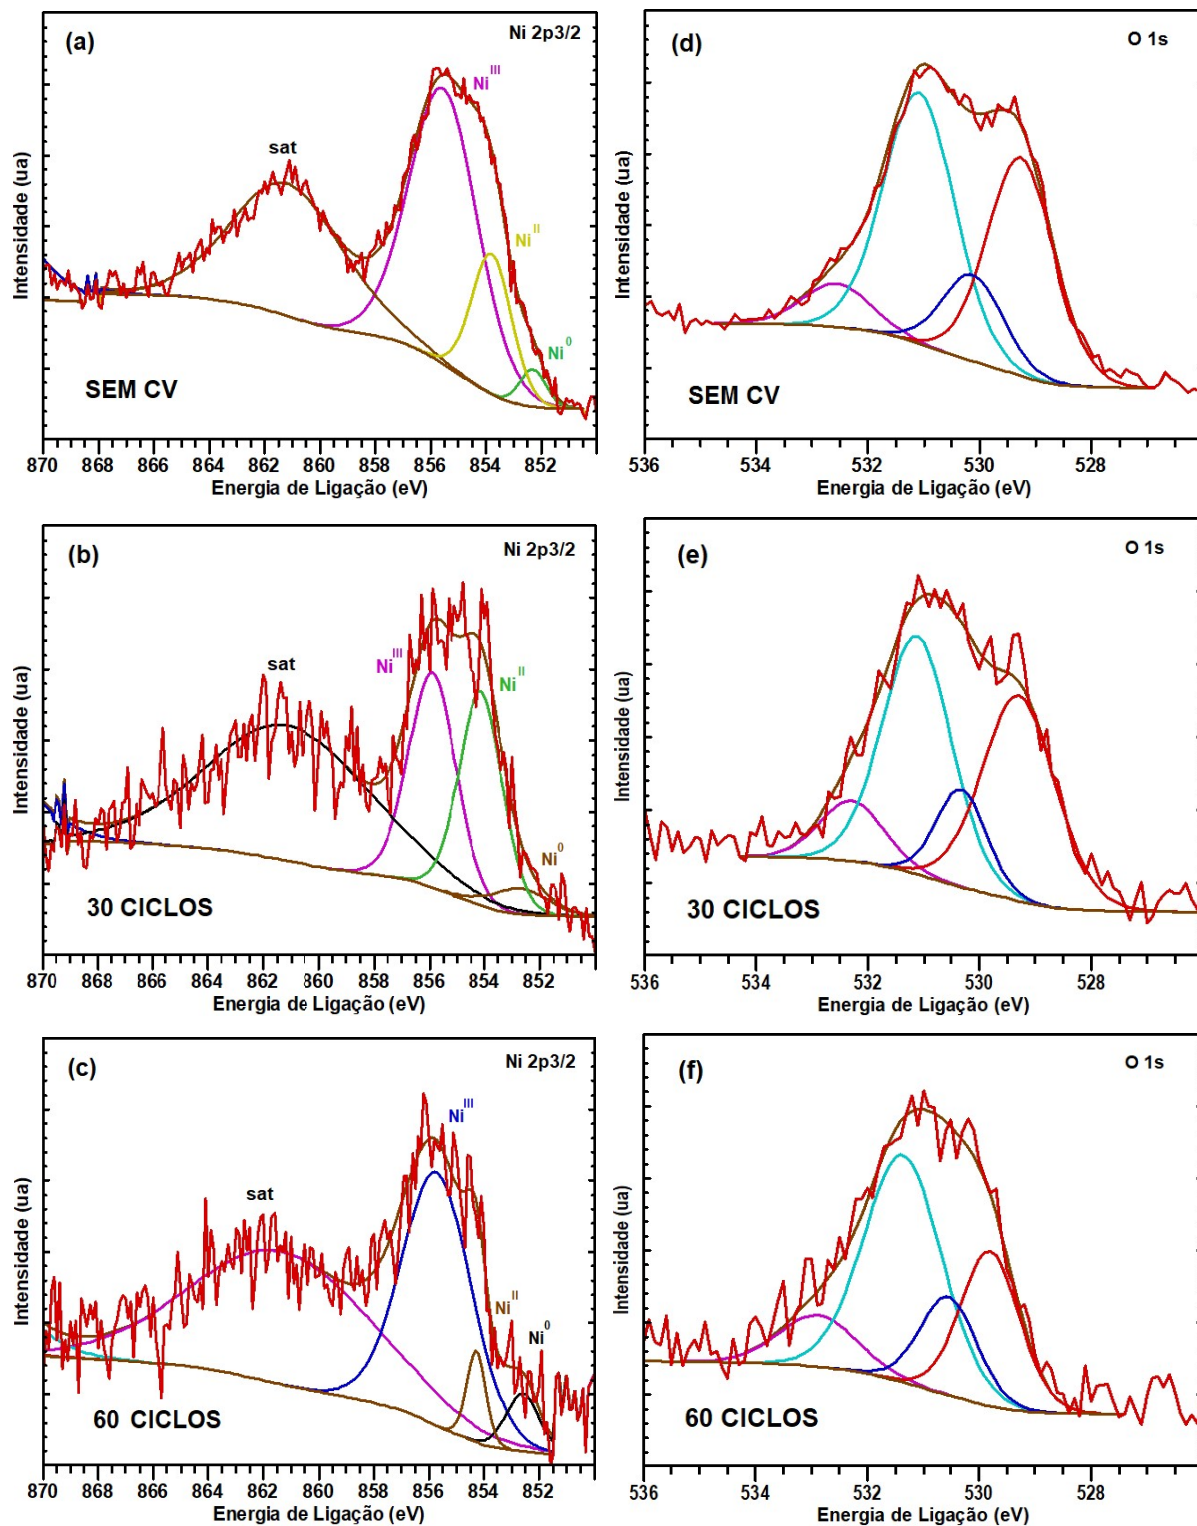 (a)
Ni 2p3/2
Ni^III
sat
Ni^II
Ni^0
SEM CV
Intensidade (ua)
870 868 866 864 862 860 858 856 854 852
Energia de Ligação (eV)
(d)
O 1s
SEM CV
Intensidade (ua)
536 534 532 530 528
Energia de Ligação (eV)
(b)
Ni 2p3/2
sat
Ni^III
Ni^II
Ni^0
30 CICLOS
Intensidade (ua)
870 868 866 864 862 860 858 856 854 852
Energia de Ligação (eV)
(e)
O 1s
30 CICLOS
Intensidade (ua)
536 534 532 530 528
Energia de Ligação (eV)
(c)
Ni 2p3/2
Ni^III
sat
Ni^II
Ni^0
60 CICLOS
Intensidade (ua)
870 868 866 864 862 860 858 856 854 852
Energia de Ligação (eV)
(f)
O 1s
60 CICLOS
Intensidade (ua)
536 534 532 530 528
Energia de Ligação (eV)